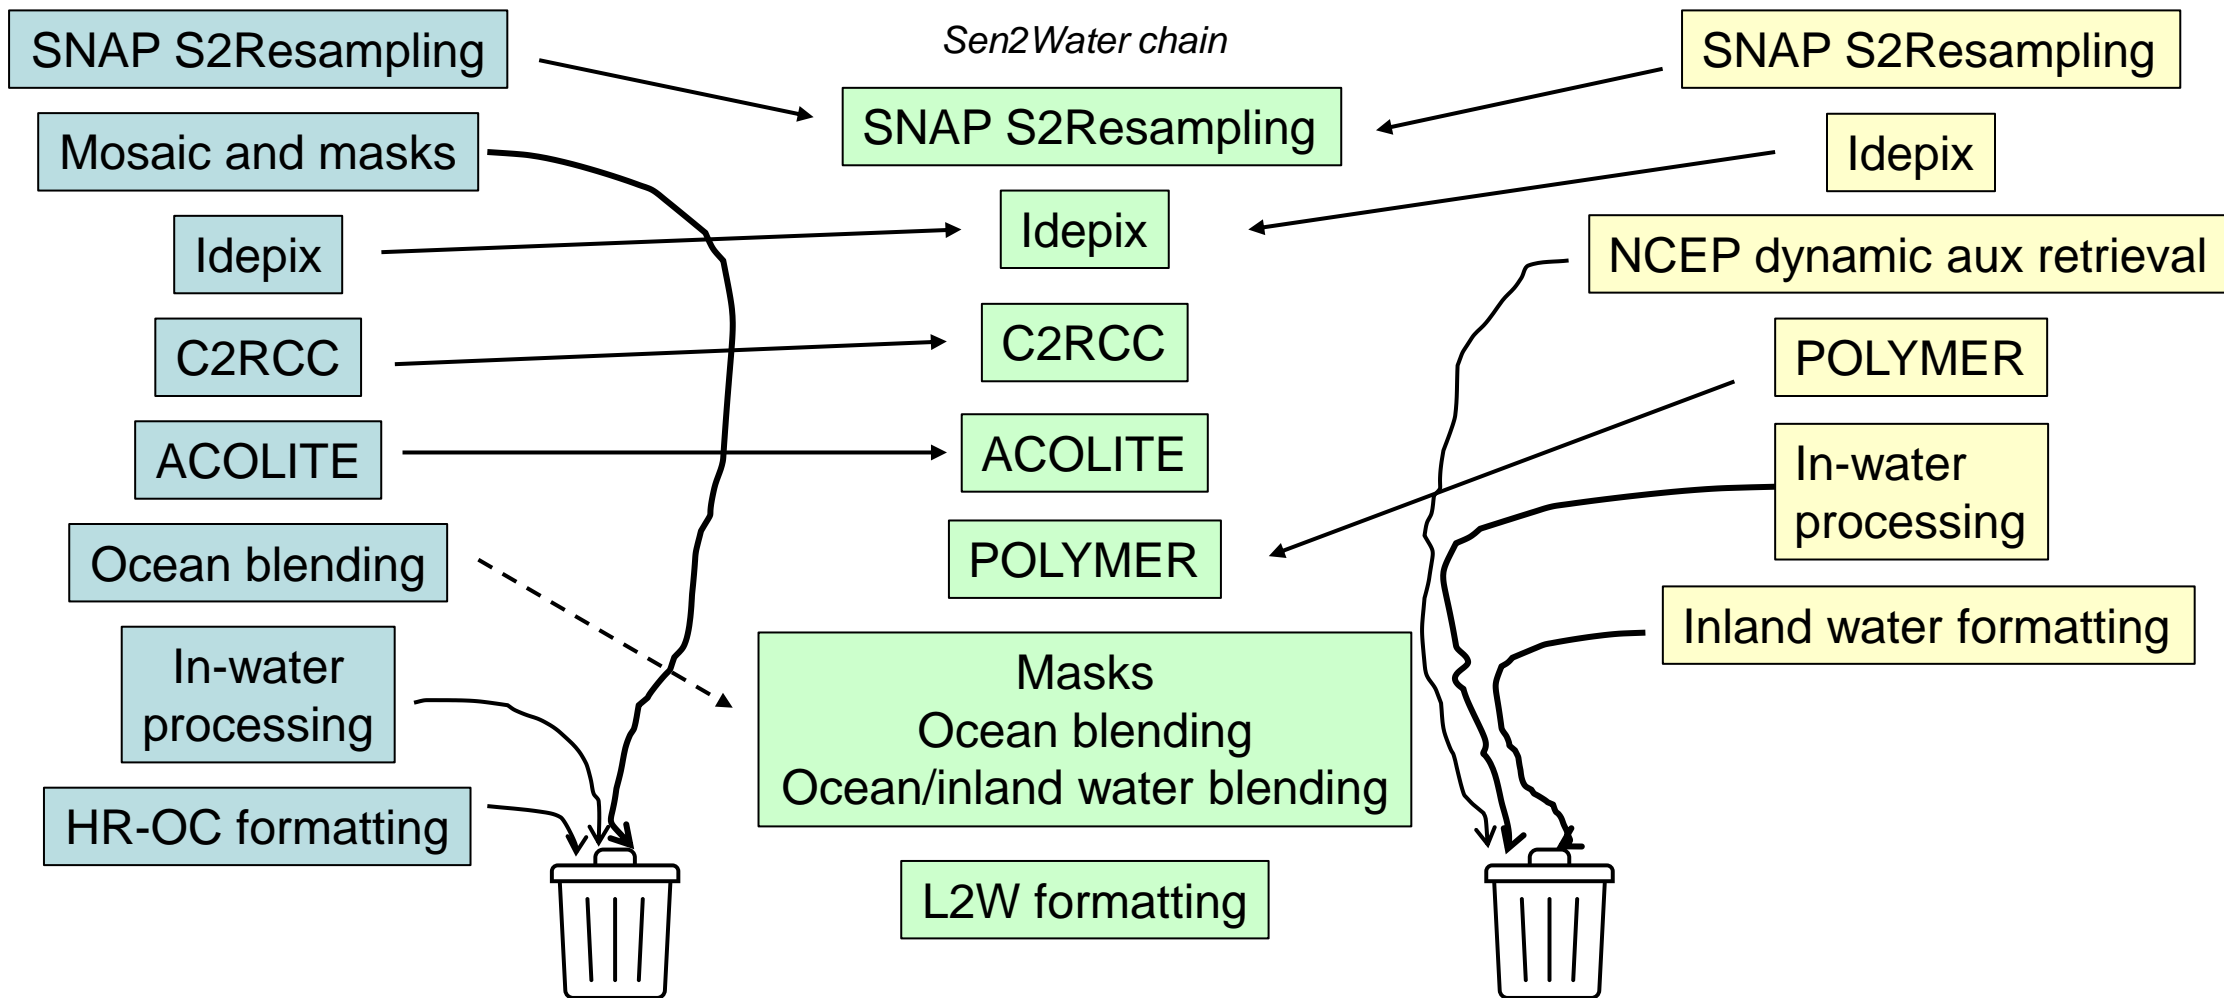 SNAP S2Resampling
Mosaic and masks
Idepix
C2RCC
ACOLITE
Ocean blending
In-water
processing
HR-OC formatting
Sen2Water chain
SNAP S2Resampling
Idepix
C2RCC
ACOLITE
POLYMER
Masks
Ocean blending
Ocean/inland water blending
L2W formatting
SNAP S2Resampling
Idepix
NCEP dynamic aux retrieval
POLYMER
In-water
processing
Inland water formatting